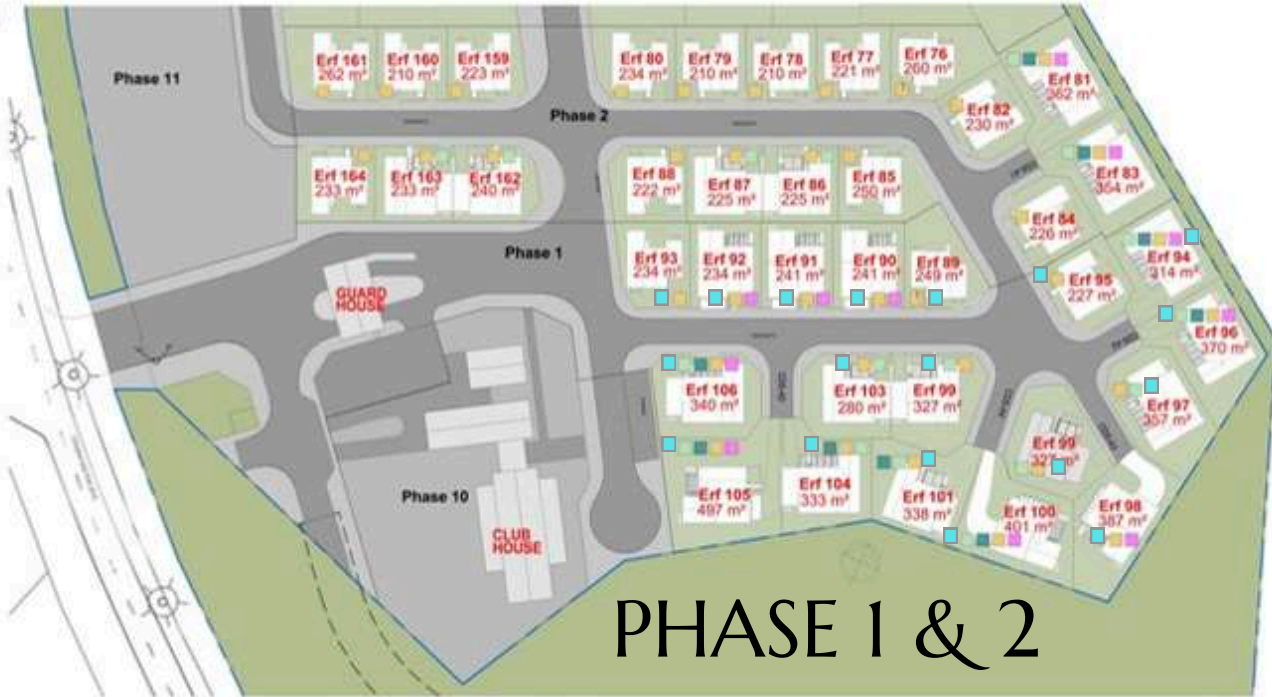 Phase 11
Erf 161
262 m²
Erf 160
210 m²
Erf 159
223 m²
Erf 80
234 m²
Erf 79
210 m²
Erf 78
210 m²
Erf 77
221 m²
Erf 76
260 m²
Erf 81
362 m²
Erf 82
230 m²
Phase 2
Erf 83
354 m²
Erf 164
233 m²
Erf 163
233 m²
Erf 162
240 m²
Erf 88
222 m²
Erf 87
225 m²
Erf 86
225 m²
Erf 85
250 m²
Erf 84
226 m²
Phase 1
Erf 93
234 m²
Erf 92
234 m²
Erf 91
241 m²
Erf 90
241 m²
Erf 89
249 m²
Erf 94
314 m²
Erf 95
227 m²
GUARD
HOUSE
Erf 96
370 m²
Erf 106
340 m²
Erf 103
280 m²
Erf 99
327 m²
Erf 97
357 m²
Erf 99
327 m²
Phase 10
Erf 105
497 m²
Erf 104
333 m²
Erf 101
338 m²
Erf 100
401 m²
Erf 98
387 m²
CLUB
HOUSE
PHASE 1 & 2